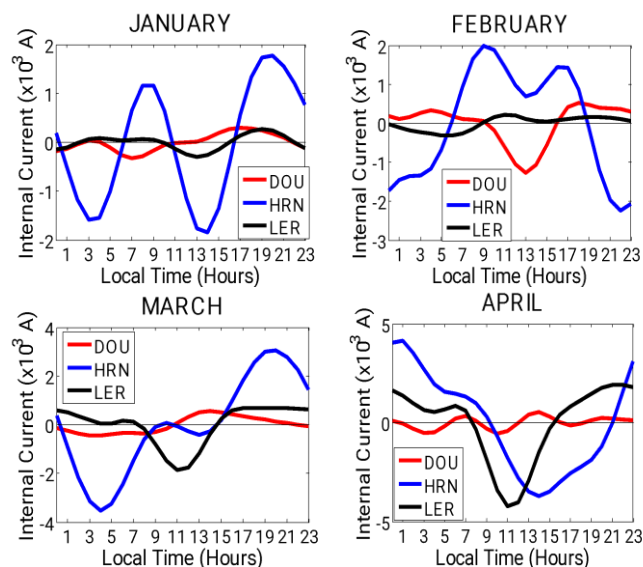 JANUARY
Internal Current (x10³ A)
2
1
0
-1
-2
DOU
HRN
LER
1 3 5 7 9 11 13 15 17 19 21 23
Local Time (Hours)
FEBRUARY
Internal Current (x10³ A)
2
1
0
-1
-2
-3
DOU
HRN
LER
1 3 5 7 9 11 13 15 17 19 21 23
Local Time (Hours)
MARCH
Internal Current (x10³ A)
4
2
0
-2
-4
DOU
HRN
LER
1 3 5 7 9 11 13 15 17 19 21 23
Local Time (Hours)
APRIL
Internal Current (x10³ A)
5
0
-5
DOU
HRN
LER
1 3 5 7 9 11 13 15 17 19 21 23
Local Time (Hours)